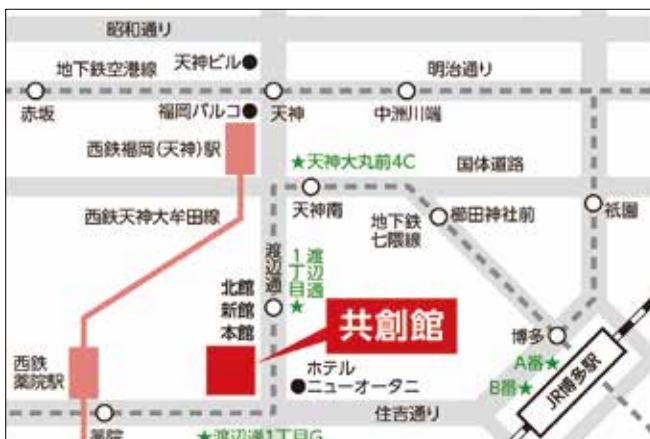 昭和通り
地下鉄空港線
天神ビル●
明治通り
赤坂
福岡パルコ●
天神
中洲川端
西鉄福岡(天神)駅
★天神大丸前4C
国体道路
西鉄天神大牟田線
天神南
地下鉄
七隈線
櫛田神社前
祇園
渡辺通
渡辺通
1丁目
★
北館
新館
本館
共創館
博多
A番★
B番★
JR博多駅
西鉄
薬院駅
ホテル
●ニューオータニ
住吉通り
薬院
★渡辺通1丁目G